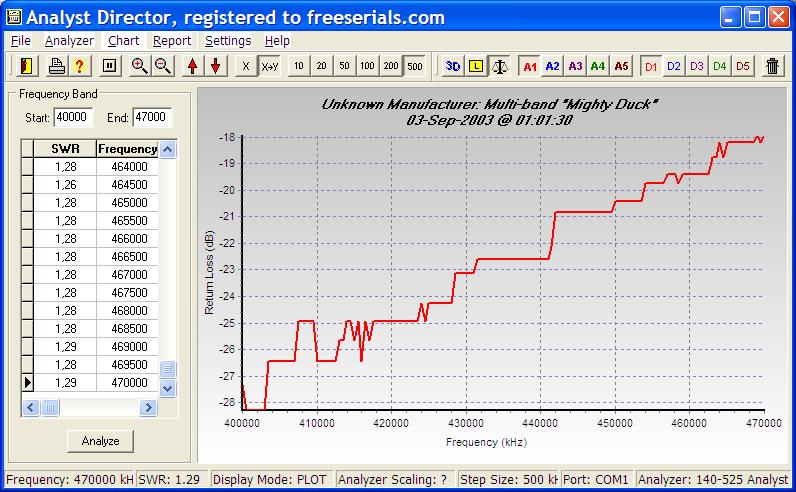 Analyst Director, registered to freeserials.com
File Analyzer Chart Report Settings Help
? X X→Y 10 20 50 100 200 500 3D L A1 A2 A3 A4 A5 D1 D2 D3 D4 D5
Frequency Band
Start: 40000 End: 47000
SWR Frequency
1,28 464000
1,26 464500
1,28 465000
1,28 465500
1,28 466000
1,28 466500
1,28 467000
1,28 467500
1,28 468000
1,28 468500
1,29 469000
1,28 469500
1,29 470000
Analyze
Unknown Manufacturer: Multi-band "Mighty Duck"
03-Sep-2003 @ 01:01:30
Return Loss (dB)
-18
-19
-20
-21
-22
-23
-24
-25
-26
-27
-28
400000 410000 420000 430000 440000 450000 460000 470000
Frequency (kHz)
Frequency: 470000 kH SWR: 1.29 Display Mode: PLOT Analyzer Scaling: ? Step Size: 500 kH Port: COM1 Analyzer: 140-525 Analyst